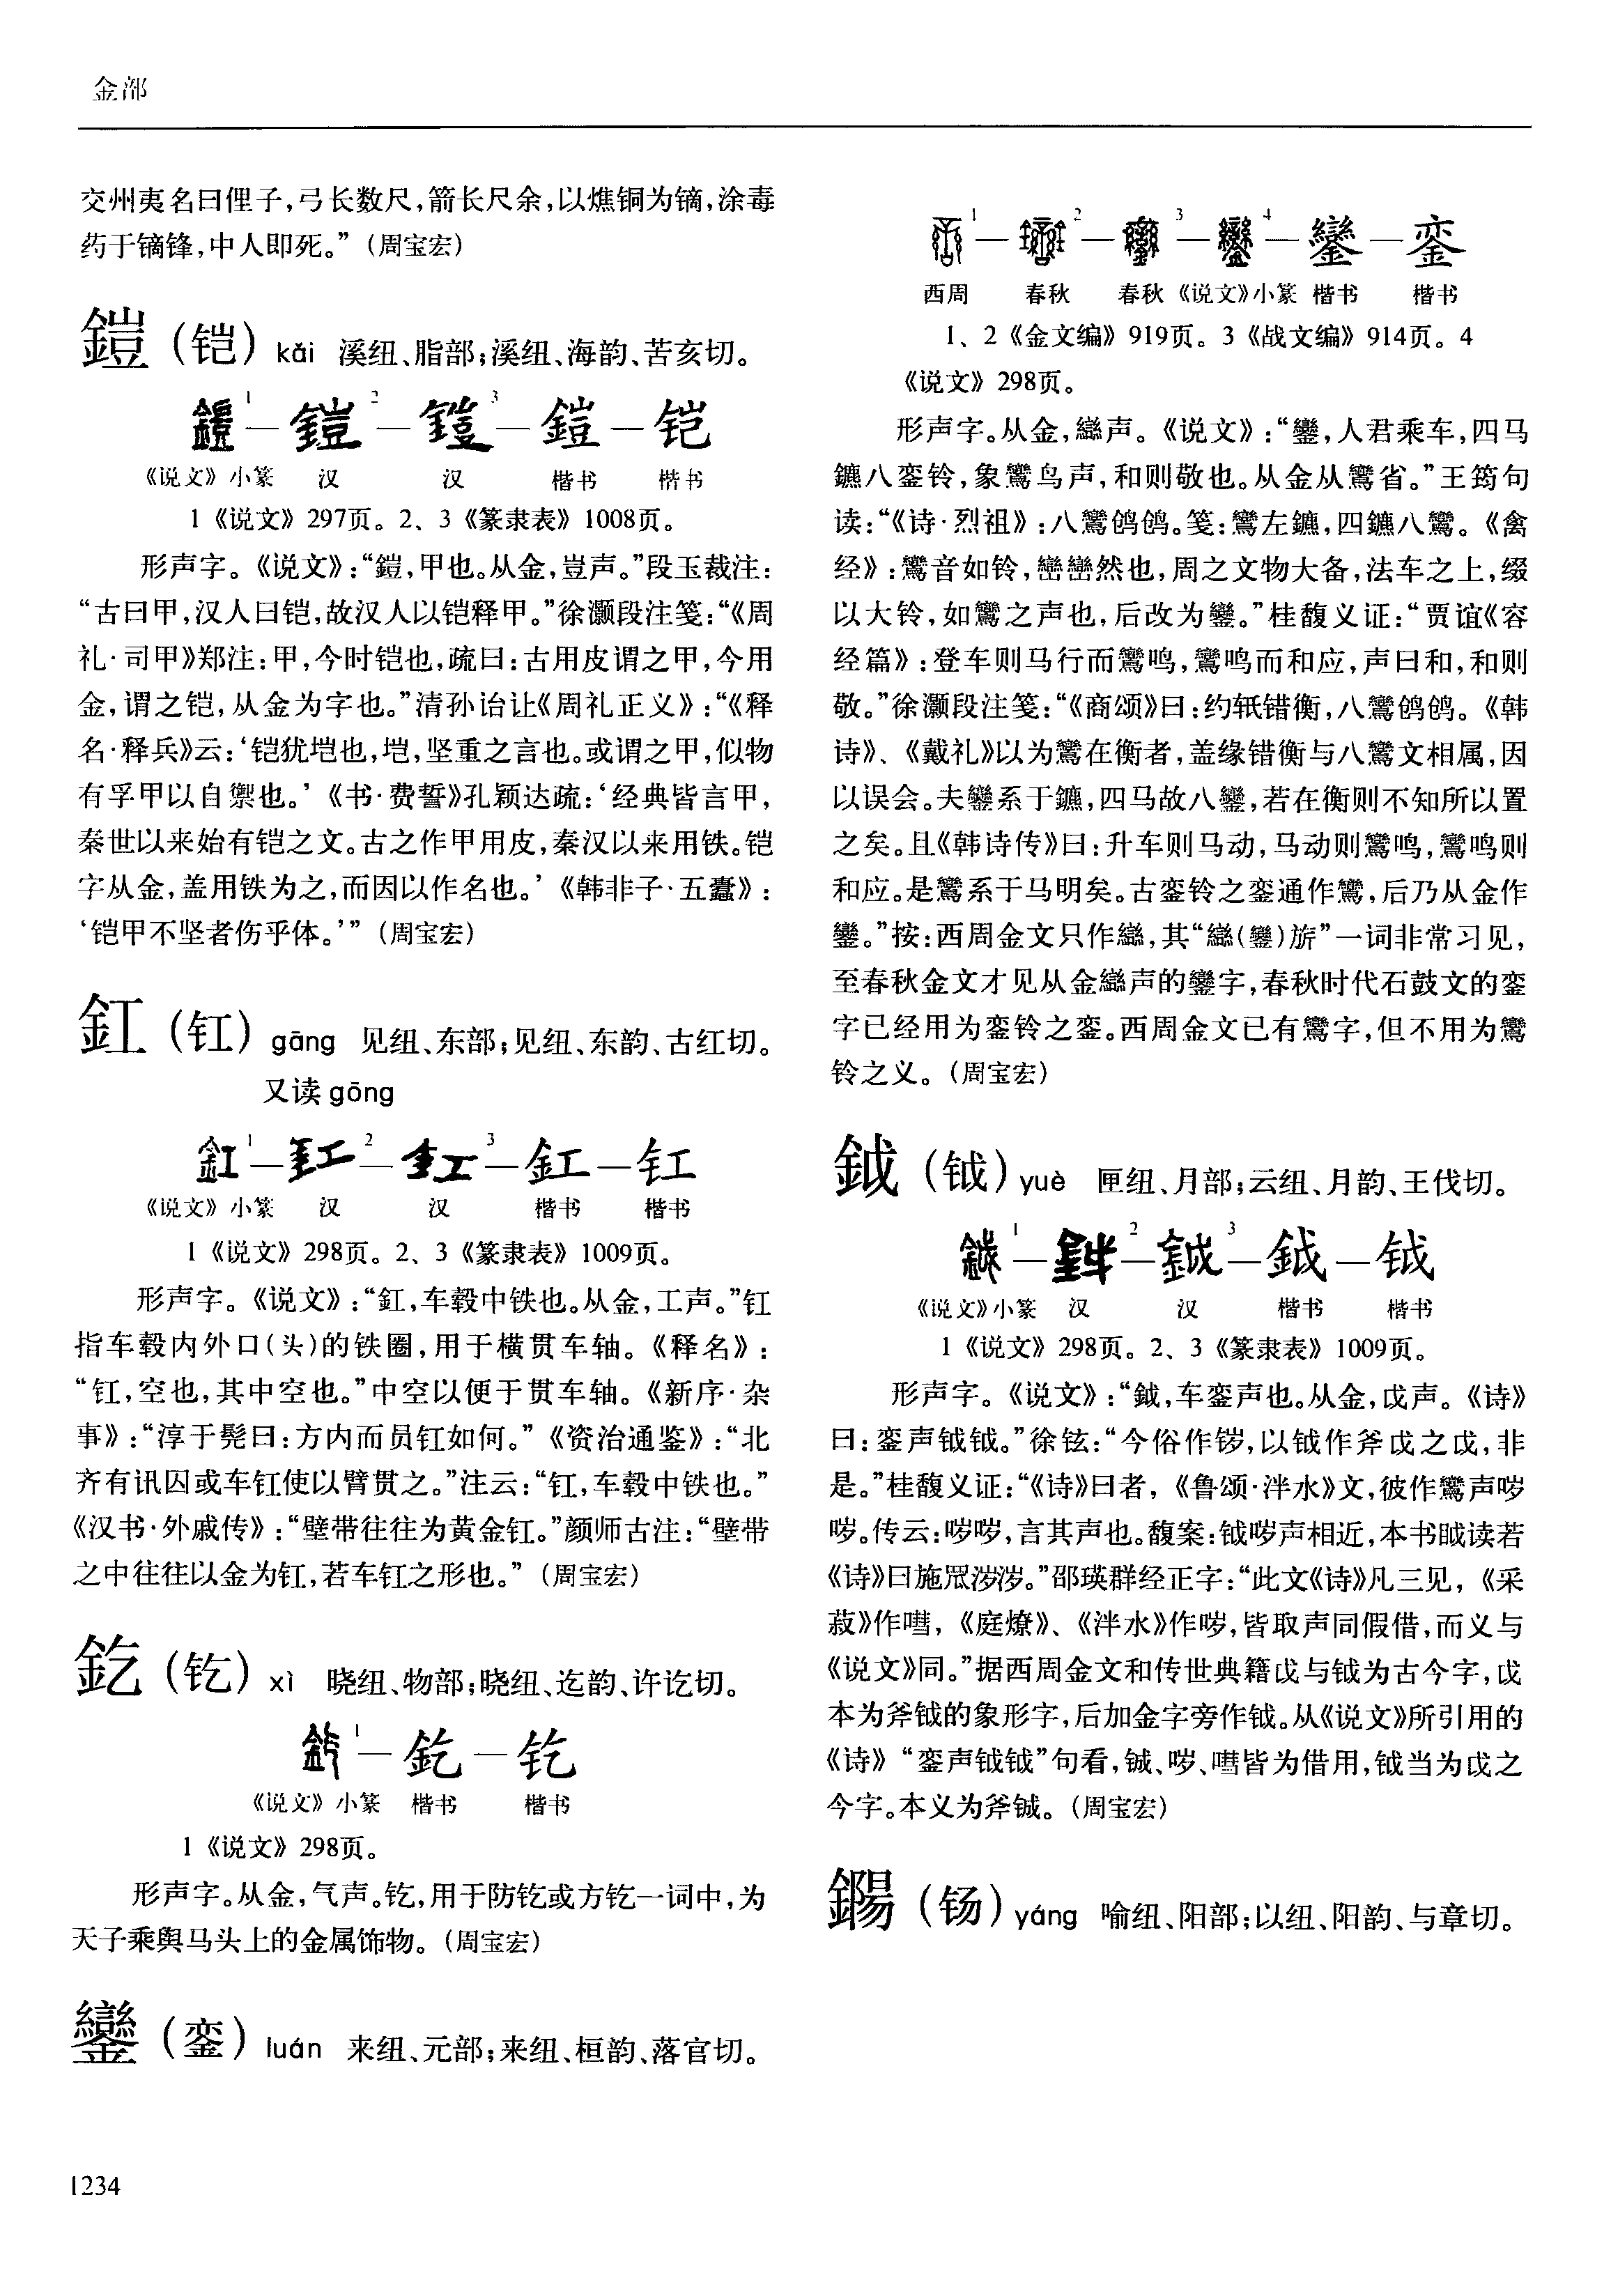 金部
交州夷名曰俚子，弓长数尺，箭长尺余，以燋铜为镝，涂毒
药于镝锋，中人即死。”（周宝宏）
鎧（铠）kǎi 溪纽、脂部；溪纽、海韵、苦亥切。
1 — 鎧2 — 鎧3 — 鎧 — 铠
《说文》小篆 汉 汉 楷书 楷书
1《说文》297页。2、3《篆隶表》1008页。
形声字。《说文》：“鎧，甲也。从金，豈声。”段玉裁注：
“古曰甲，汉人曰铠，故汉人以铠释甲。”徐灏段注笺：“《周
礼·司甲》郑注：甲，今时铠也，疏曰：古用皮谓之甲，今用
金，谓之铠，从金为字也。”清孙诒让《周礼正义》：“《释
名·释兵》云：‘铠犹垲也，垲，坚重之言也。或谓之甲，似物
有孚甲以自禦也。’《书·费誓》孔颖达疏：‘经典皆言甲，
秦世以来始有铠之文。古之作甲用皮，秦汉以来用铁。铠
字从金，盖用铁为之，而因以作名也。’《韩非子·五蠹》：
‘铠甲不坚者伤乎体。’”（周宝宏）
釭（钅工）gāng 见纽、东部；见纽、东韵、古红切。
又读gōng
釭1 — 釭2 — 釭3 — 釭 — 钅工
《说文》小篆 汉 汉 楷书 楷书
1《说文》298页。2、3《篆隶表》1009页。
形声字。《说文》：“釭，车毂中铁也。从金，工声。”钅工
指车毂内外口（头）的铁圈，用于横贯车轴。《释名》：
“钅工，空也，其中空也。”中空以便于贯车轴。《新序·杂
事》：“淳于髡曰：方内而员钅工如何。”《资治通鉴》：“北
齐有讯囚或车钅工使以臂贯之。”注云：“钅工，车毂中铁也。”
《汉书·外戚传》：“壁带往往为黄金钅工。”颜师古注：“壁带
之中往往以金为钅工，若车钅工之形也。”（周宝宏）
釳（钅乞）xì 晓纽、物部；晓纽、迄韵、许讫切。
1 — 釳 — 钅乞
《说文》小篆 楷书 楷书
1《说文》298页。
形声字。从金，气声。钅乞，用于防钅乞或方钅乞一词中，为
天子乘舆马头上的金属饰物。（周宝宏）
鑾（銮）luán 来纽、元部；来纽、桓韵、落官切。
1 — 2 — 3 — 4 — 鑾 — 銮
西周 春秋 春秋 《说文》小篆 楷书 楷书
1、2《金文编》919页。3《战文编》914页。4
《说文》298页。
形声字。从金，䜌声。《说文》：“鑾，人君乘车，四马
鑣八銮铃，象鸞鸟声，和则敬也。从金从鸞省。”王筠句
读：“《诗·烈祖》：八鸞鸧鸧。笺：鸞左鑣，四鑣八鸞。《禽
经》：鸞音如铃，巒巒然也，周之文物大备，法车之上，缀
以大铃，如鸞之声也，后改为鑾。”桂馥义证：“贾谊《容
经篇》：登车则马行而鸞鸣，鸞鸣而和应，声曰和，和则
敬。”徐灏段注笺：“《商颂》曰：约軝错衡，八鸞鸧鸧。《韩
诗》、《戴礼》以为鸞在衡者，盖缘错衡与八鸞文相属，因
以误会。夫鑾系于鑣，四马故八鑾，若在衡则不知所以置
之矣。且《韩诗传》曰：升车则马动，马动则鸞鸣，鸞鸣则
和应。是鸞系于马明矣。古銮铃之銮通作鸞，后乃从金作
鑾。”按：西周金文只作䜌，其“䜌（鑾）旂”一词非常习见，
至春秋金文才见从金䜌声的鑾字，春秋时代石鼓文的銮
字已经用为銮铃之銮。西周金文已有鸞字，但不用为鸞
铃之义。（周宝宏）
鉞（钺）yuè 匣纽、月部；云纽、月韵、王伐切。
1 — 2 — 鉞3 — 鉞 — 钺
《说文》小篆 汉 汉 楷书 楷书
1《说文》298页。2、3《篆隶表》1009页。
形声字。《说文》：“鉞，车銮声也。从金，戉声。《诗》
曰：銮声钺钺。”徐铉：“今俗作锣，以钺作斧戉之戉，非
是。”桂馥义证：“《诗》曰者，《鲁颂·泮水》文，彼作鸞声哕
哕。传云：哕哕，言其声也。馥案：钺哕声相近，本书眓读若
《诗》曰施罛泧泧。”邵瑛群经正字：“此文《诗》凡三见，《采
菽》作嘒，《庭燎》、《泮水》作哕，皆取声同假借，而义与
《说文》同。”据西周金文和传世典籍戉与钺为古今字，戉
本为斧钺的象形字，后加金字旁作钺。从《说文》所引用的
《诗》“銮声钺钺”句看，铖、哕、嘒皆为借用，钺当为戉之
今字。本义为斧铖。（周宝宏）
鍚（钖）yáng 喻纽、阳部；以纽、阳韵、与章切。
1234